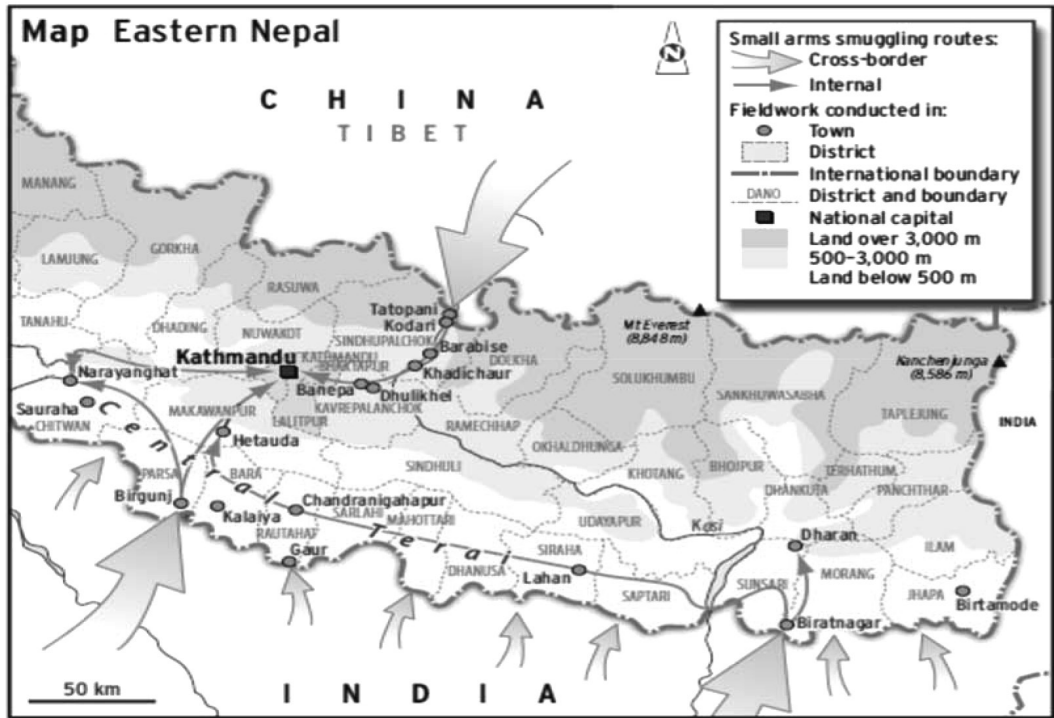 Map Eastern Nepal
N
Small arms smuggling routes:
Cross-border
Internal
Fieldwork conducted in:
Town
District
International boundary
DANO District and boundary
National capital
Land over 3,000 m
500–3,000 m
Land below 500 m
C H I N A
T I B E T
MANANG
GORKHA
LAMJUNG
RASUWA
TANAHU
DHADING
NUWAKOT
Tatopani
Kodari
SINDHUPALCHOK
Mt Everest
(8,848 m)
Kathmandu
KATHMANDU
BHAKTAPUR
Barabise
DOLKHA
Kanchenjunga
(8,586 m)
Narayanghat
Khadichaur
SOLUKHUMBU
SANKHUWASABHA
Banepa
Dhulikhel
Sauraha
MAKAWANPUR
KAVREPALANCHOK
TAPLEJUNG
CHITWAN
LALITPUR
RAMECHHAP
INDIA
Hetauda
OKHALDHUNGA
PARSA
BARA
SINDHULI
KHOTANG
BHOJPUR
TERHATHUM
Birgunj
Central Terai
DHANKUTA
PANCHTHAR
Kalaiya
Chandranigahapur
SARLAHI
MAHOTTARI
UDAYAPUR
Kosi
RAUTAHAT
Dharan
Gaur
SIRAHA
ILAM
DHANUSA
Lahan
SUNSARI
MORANG
SAPTARI
JHAPA
Birtamode
Biratnagar
50 km
I N D I A